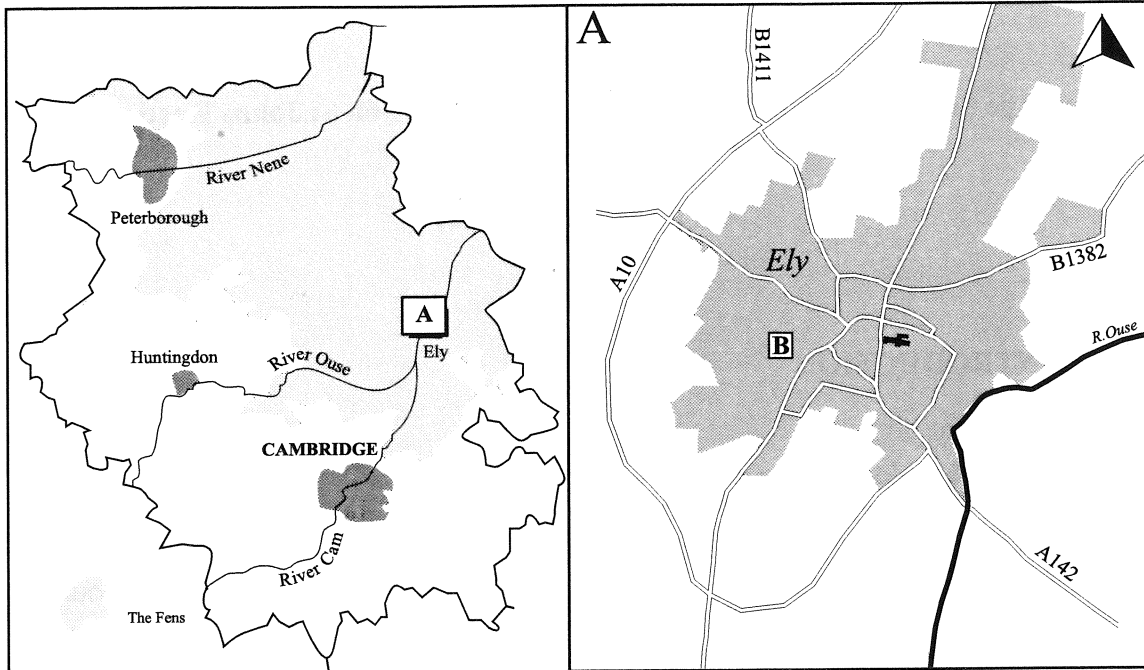 River Nene
Peterborough
A
Ely
Huntingdon
River Ouse
CAMBRIDGE
River Cam
The Fens
A
B1411
A10
Ely
B1382
B
R.Ouse
A142